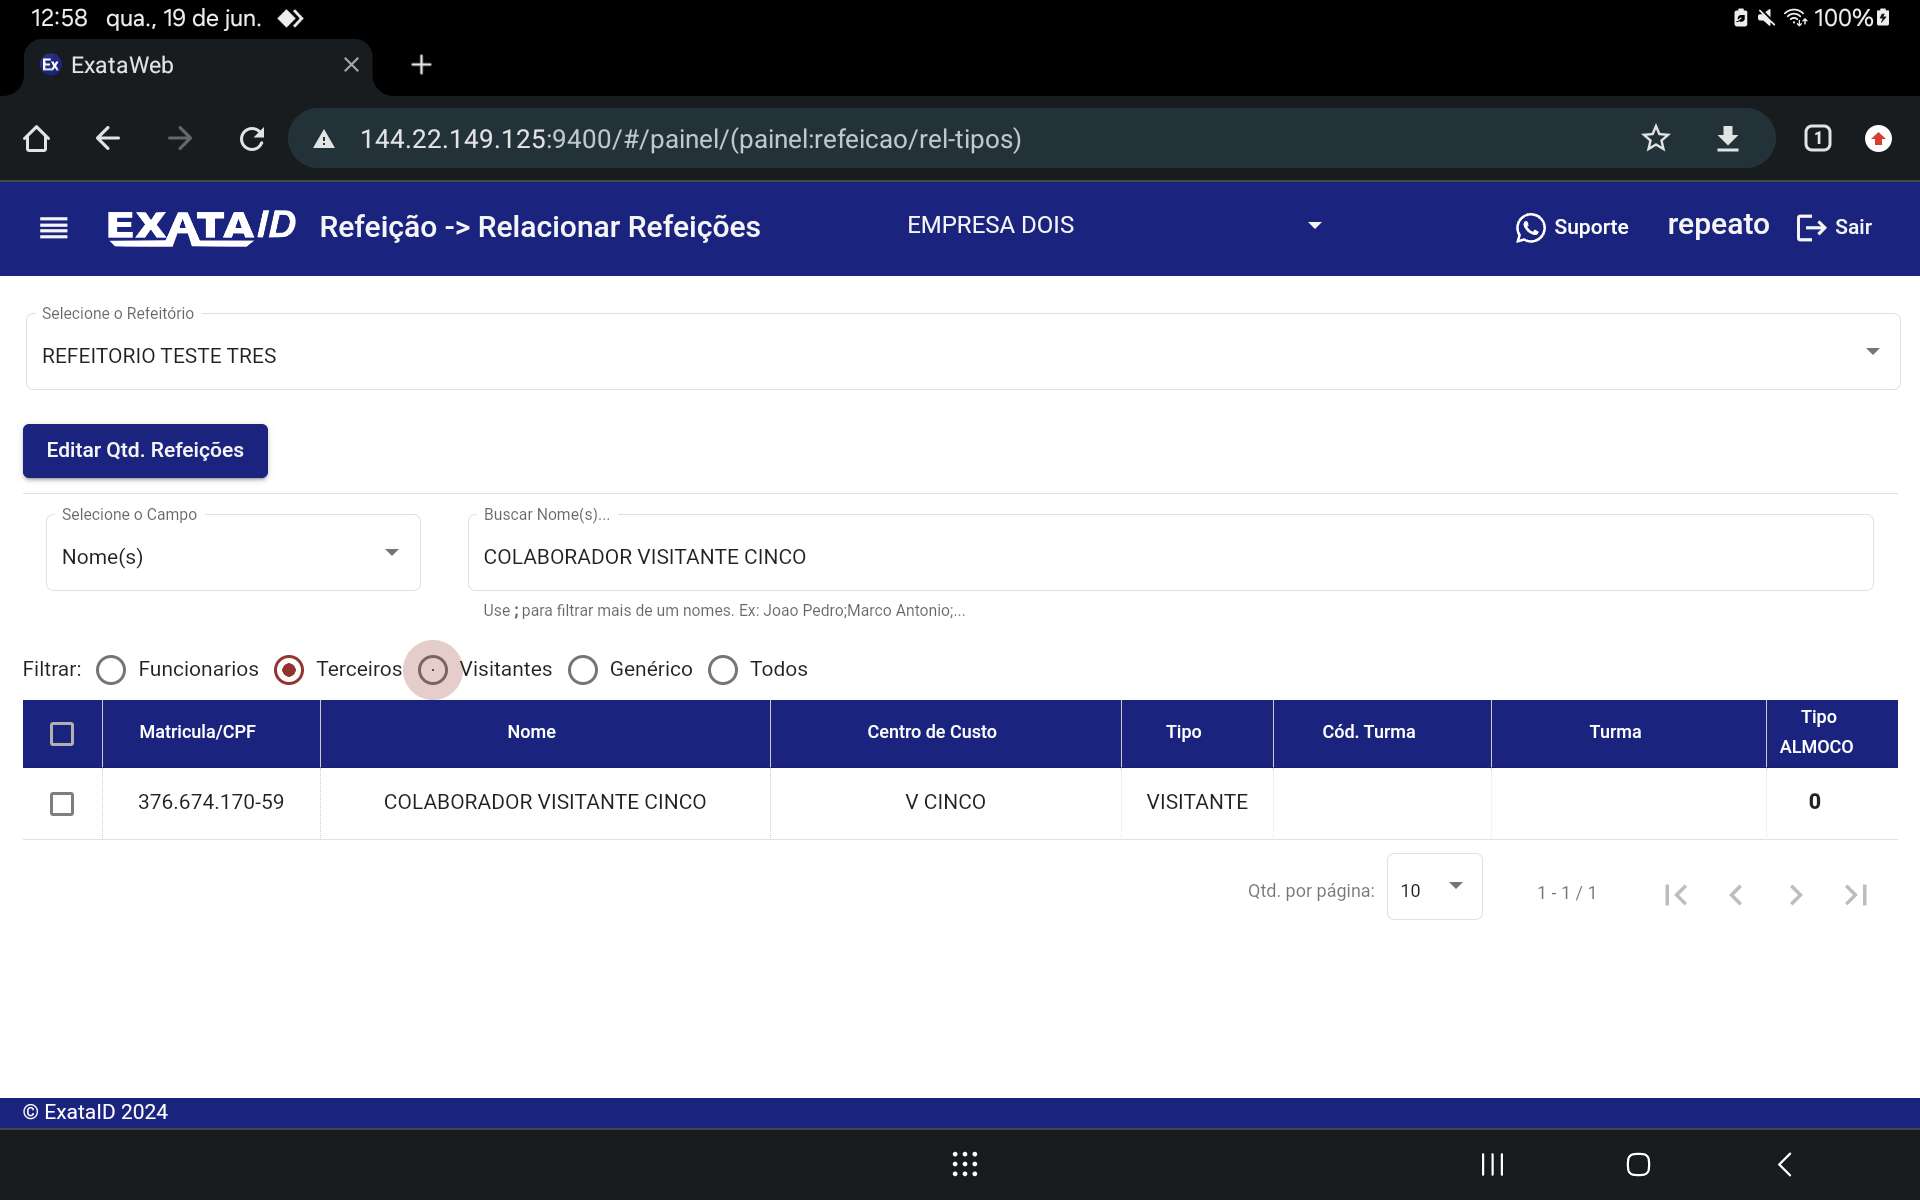 12:58 qua., 19 de jun. 100%
Ex ExataWeb
144.22.149.125:9400/#/painel/(painel:refeicao/rel-tipos) 1
EXATAID Refeição -> Relacionar Refeições EMPRESA DOIS Suporte repeato Sair
Selecione o Refeitório
REFEITORIO TESTE TRES
Editar Qtd. Refeições
Selecione o Campo Buscar Nome(s)...
Nome(s) COLABORADOR VISITANTE CINCO
Use ; para filtrar mais de um nomes. Ex: Joao Pedro;Marco Antonio;...
Filtrar: Funcionarios Terceiros Visitantes Genérico Todos
Matricula/CPF Nome Centro de Custo Tipo Cód. Turma Turma Tipo ALMOCO
376.674.170-59 COLABORADOR VISITANTE CINCO V CINCO VISITANTE 0
Qtd. por página: 10 1 - 1 / 1
© ExataID 2024